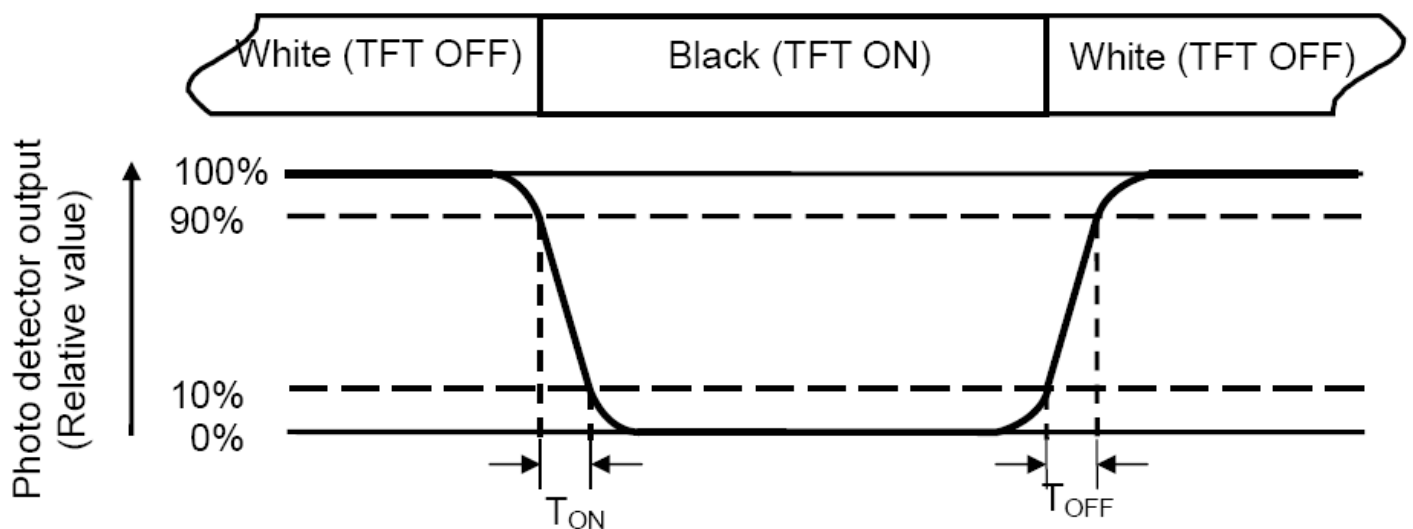 White (TFT OFF)
Black (TFT ON)
White (TFT OFF)
Photo detector output
(Relative value)
100%
90%
10%
0%
TON
TOFF